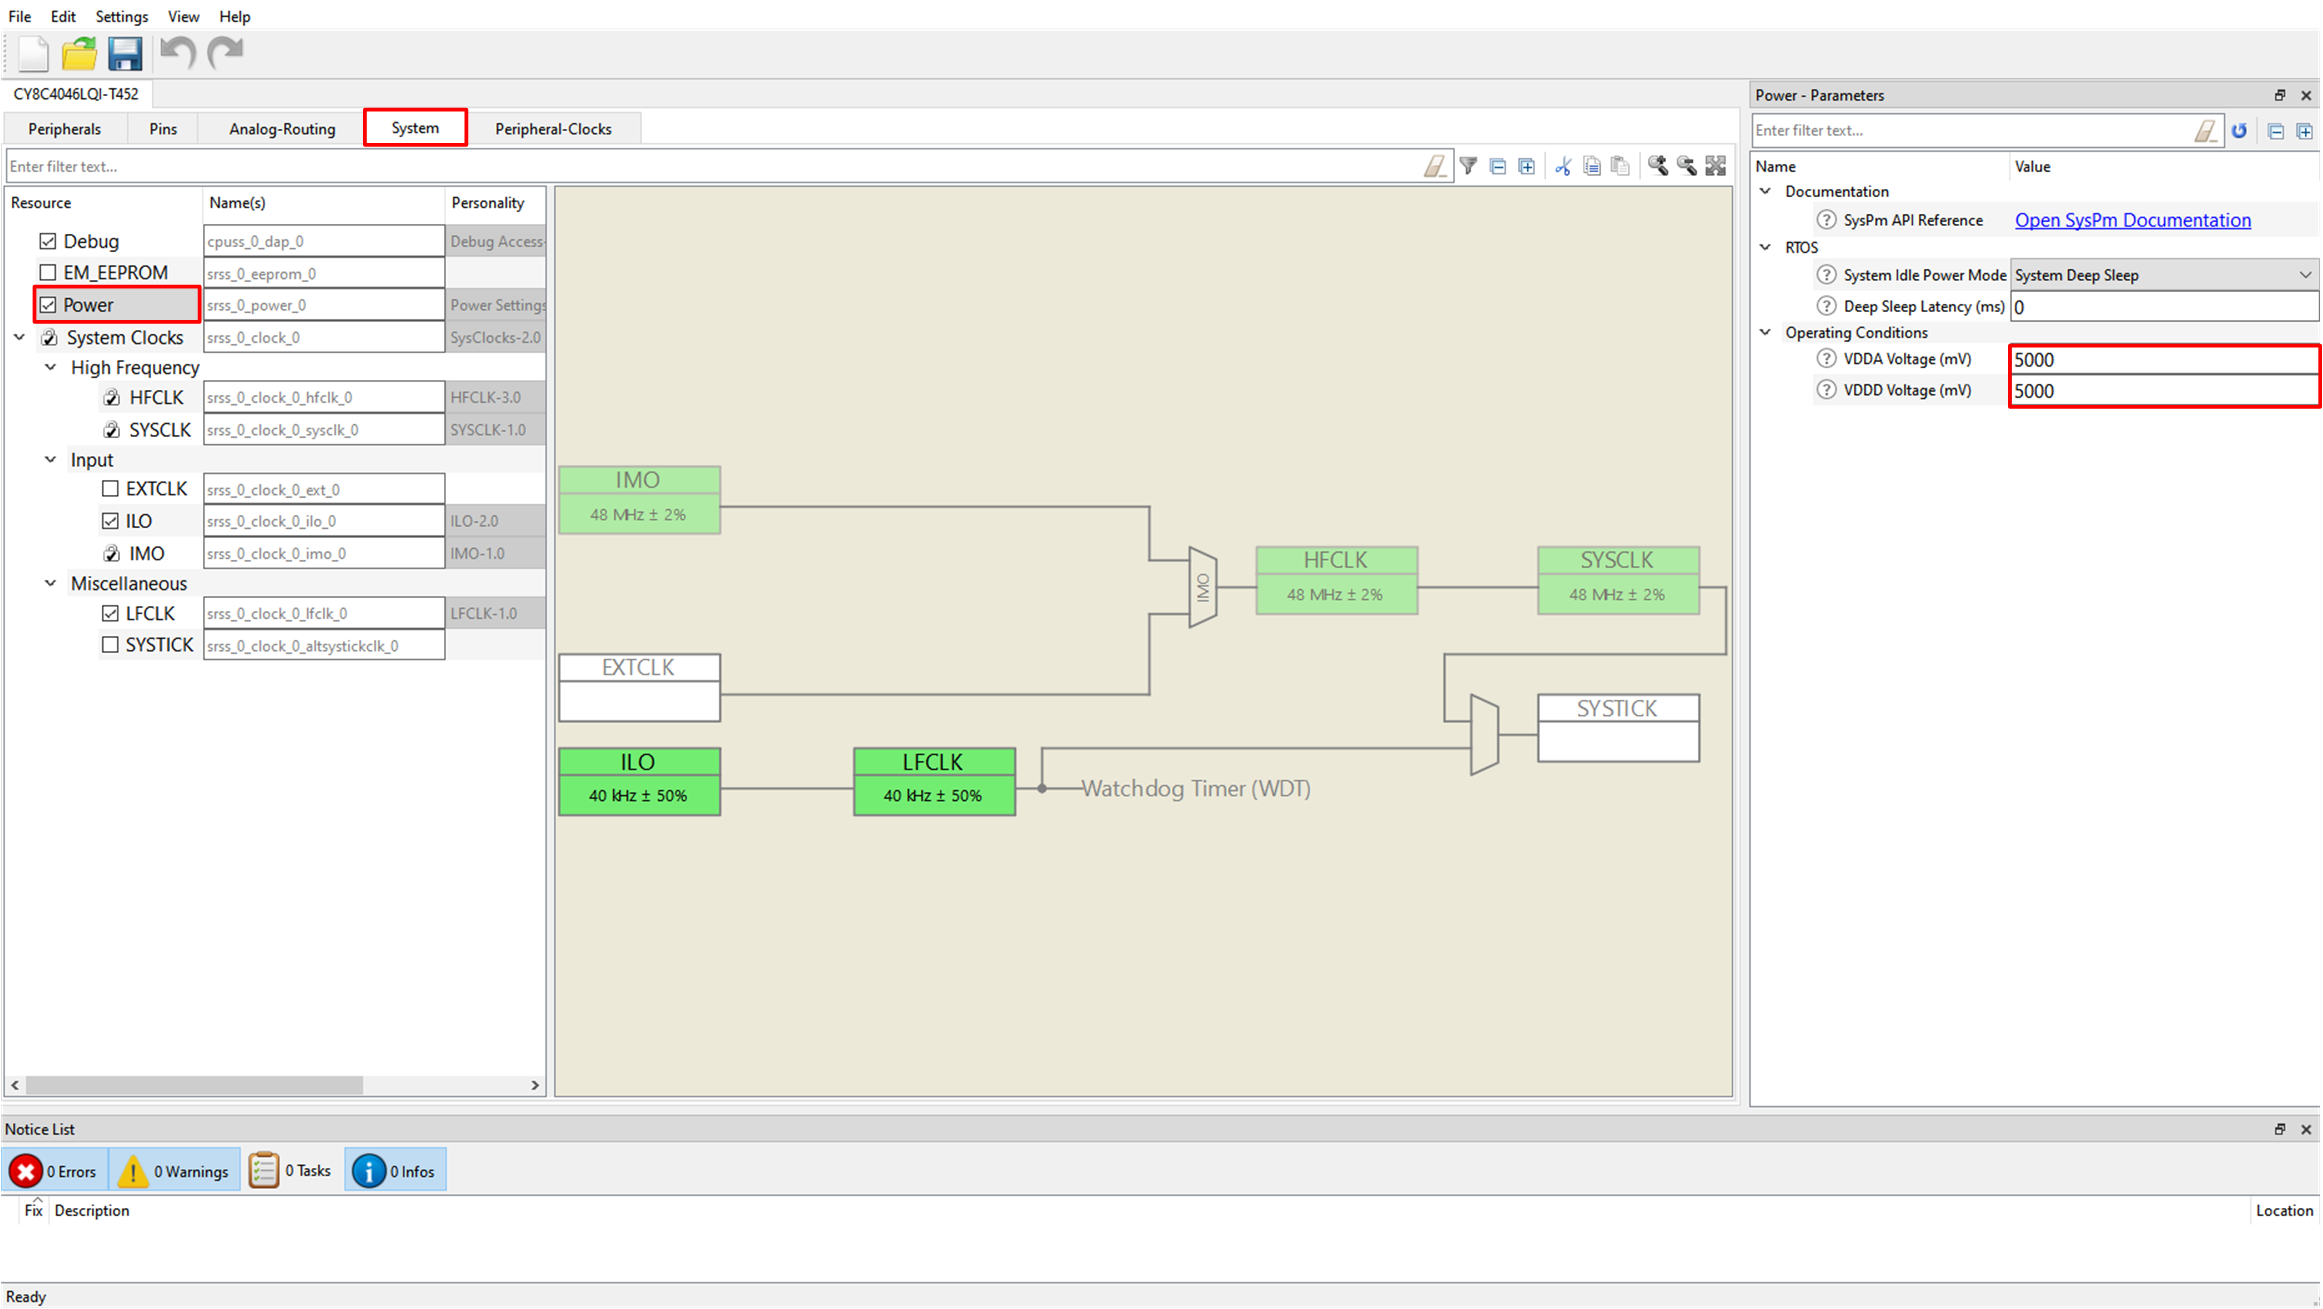 File Edit Settings View Help
CY8C4046LQI-T452
Peripherals Pins Analog-Routing System Peripheral-Clocks
Enter filter text...
Resource Name(s) Personality
Debug cpuss_0_dap_0 Debug Access-
EM_EEPROM srss_0_eeprom_0
Power srss_0_power_0 Power Settings
System Clocks srss_0_clock_0 SysClocks-2.0
High Frequency
HFCLK srss_0_clock_0_hfclk_0 HFCLK-3.0
SYSCLK srss_0_clock_0_sysclk_0 SYSCLK-1.0
Input
EXTCLK srss_0_clock_0_ext_0
ILO srss_0_clock_0_ilo_0 ILO-2.0
IMO srss_0_clock_0_imo_0 IMO-1.0
Miscellaneous
LFCLK srss_0_clock_0_lfclk_0 LFCLK-1.0
SYSTICK srss_0_clock_0_altsystickclk_0
IMO
48 MHz ± 2%
IMO
HFCLK
48 MHz ± 2%
SYSCLK
48 MHz ± 2%
EXTCLK
SYSTICK
ILO
40 kHz ± 50%
LFCLK
40 kHz ± 50%
Watchdog Timer (WDT)
Power - Parameters
Enter filter text...
Name Value
Documentation
SysPm API Reference Open SysPm Documentation
RTOS
System Idle Power Mode System Deep Sleep
Deep Sleep Latency (ms) 0
Operating Conditions
VDDA Voltage (mV) 5000
VDDD Voltage (mV) 5000
Notice List
0 Errors 0 Warnings 0 Tasks 0 Infos
Fix Description Location
Ready